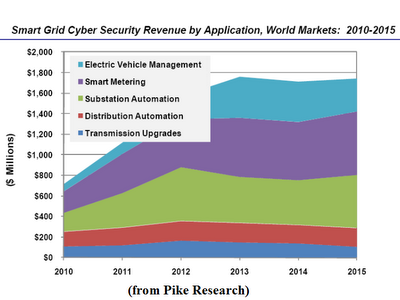 Smart Grid Cyber Security Revenue by Application, World Markets: 2010-2015
$2,000
$1,800
$1,600
$1,400
$1,200
$1,000
$800
$600
$400
$200
$0
($ Millions)
Electric Vehicle Management
Smart Metering
Substation Automation
Distribution Automation
Transmission Upgrades
2010
2011
2012
2013
2014
2015
(from Pike Research)